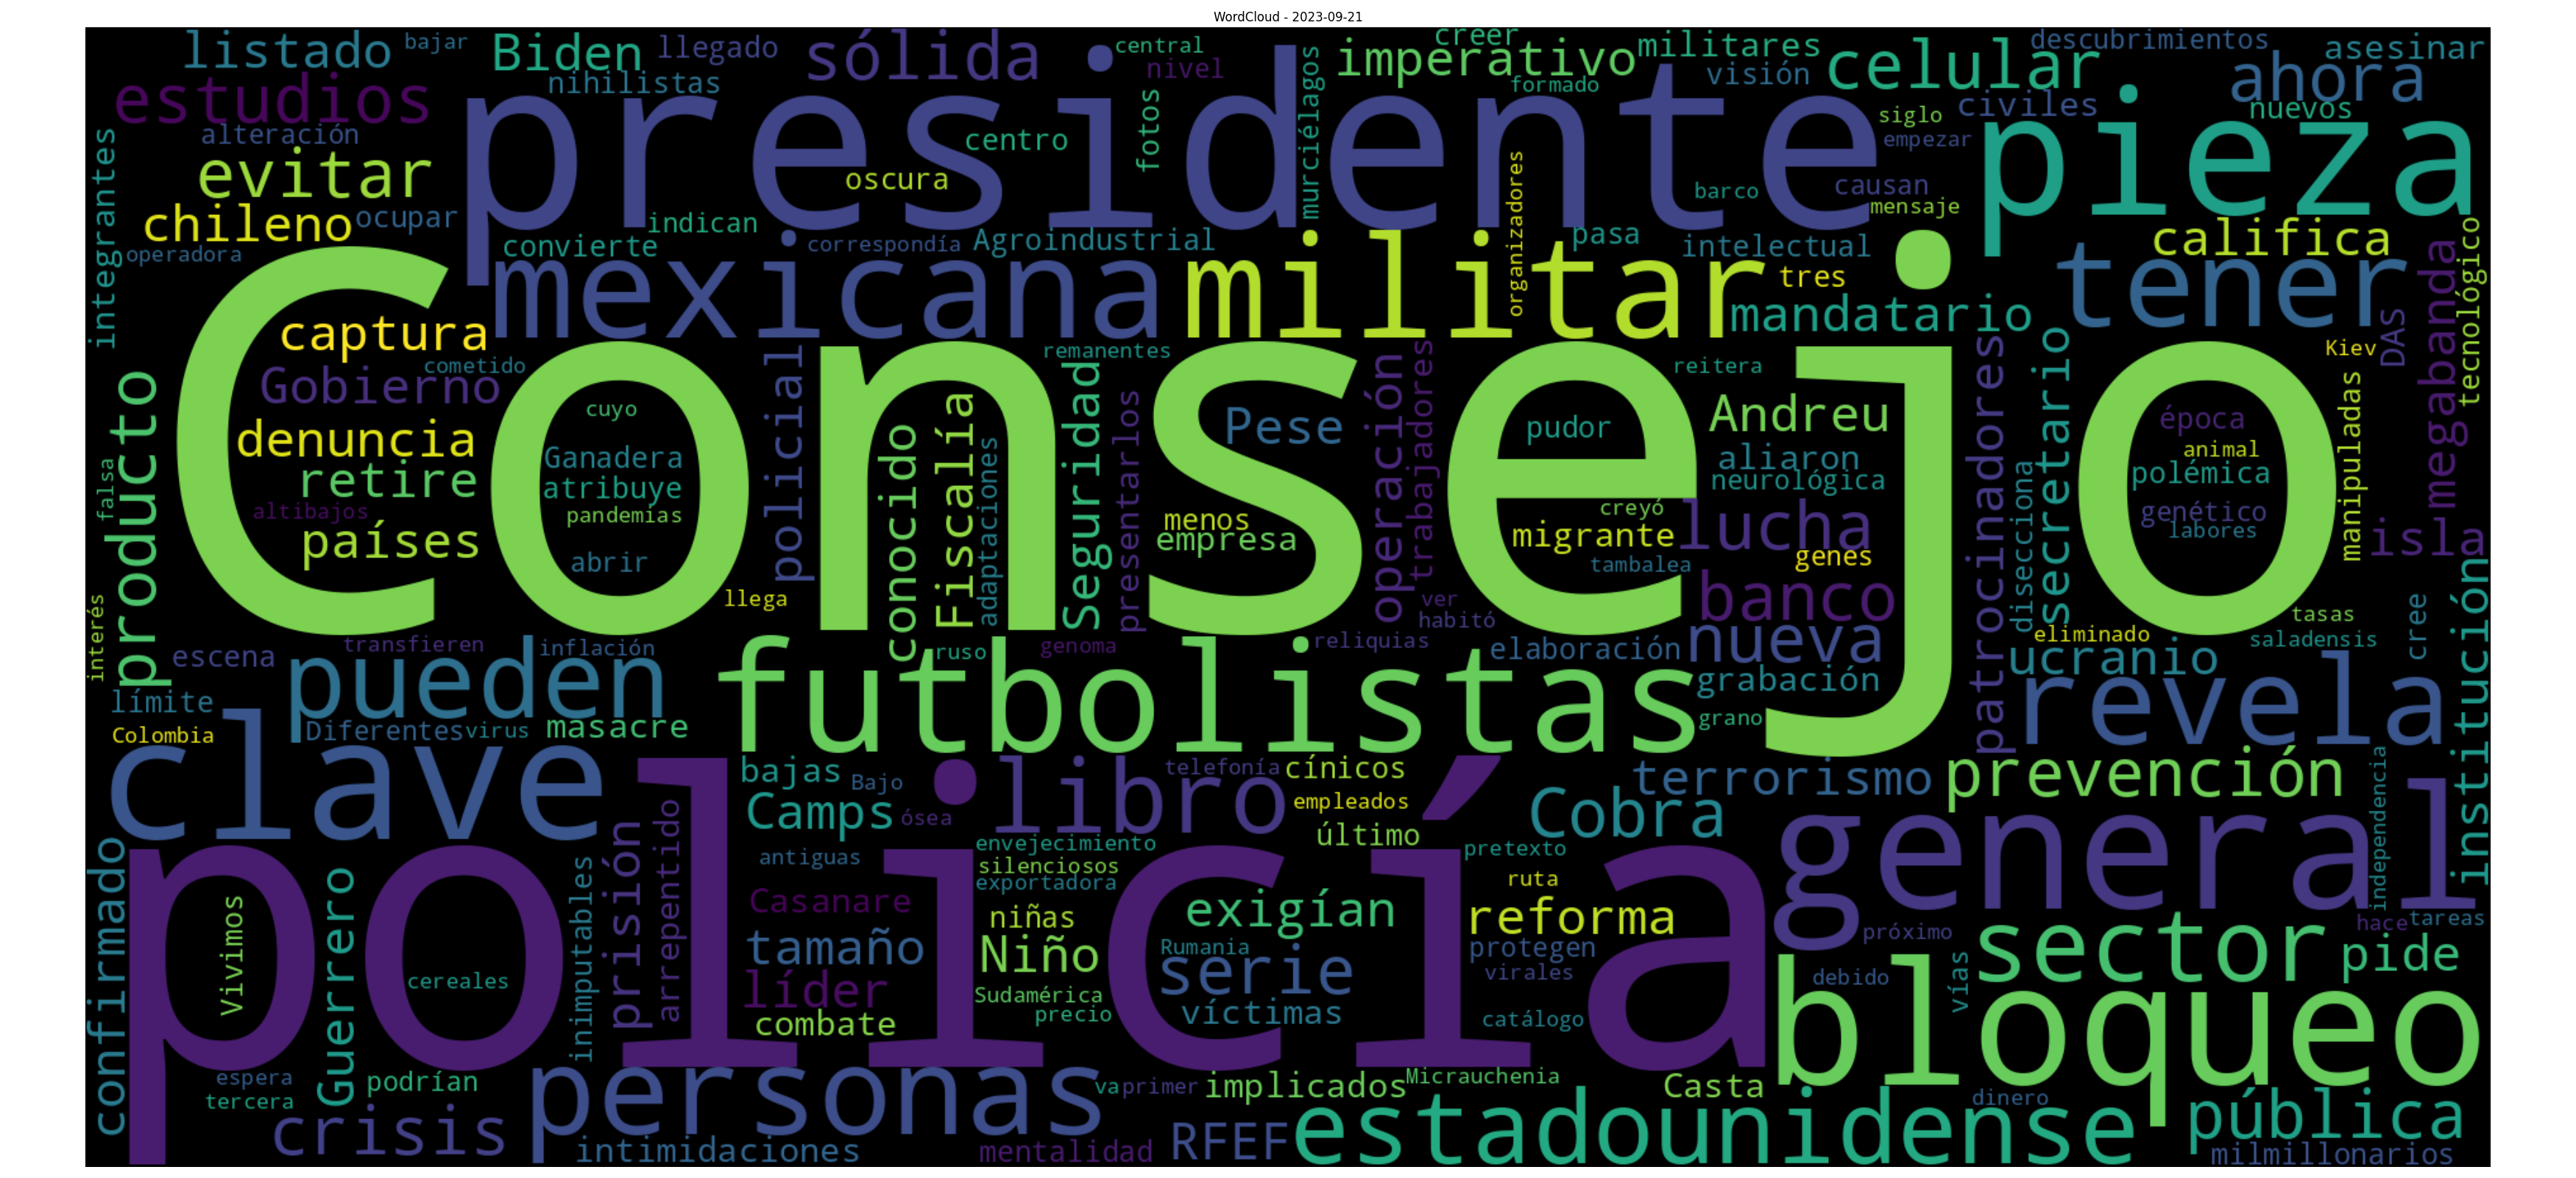 WordCloud - 2023-09-21
listado
bajar
Biden
llegado
sólida
central
nivel
creer
imperativo
militares
visión
formado
celular
descubrimientos
asesinar
ahora
nuevos
civiles
siglo
empezar
estudios
nihilistas
presidente
centro
fotos
murciélagos
pieza
alteración
evitar
oscura
organizadores
barco
causan
mensaje
integrantes
chileno
ocupar
operadora
convierte
indican
correspondía
Agroindustrial
pasa
intelectual
tres
califica
tener
megabanda
tecnológico
mexicana
militar
mandatario
captura
cometido
Gobierno
Consejo
remanentes
reitera
Kiev
DAS
producto
denuncia
retire
falsa
altibajos
países
cuyo
Ganadera
atribuye
pandemias
abrir
policial
llega
conocido
Fiscalía
adaptaciones
Seguridad
presentarlos
Pese
menos
empresa
operación
trabajadores
ver
habitó
pudor
creyó
migrante
tambalea
Andreu
aliaron
neurológica
lucha
genes
banco
nueva
patrocinadores
disecciona
secretario
época
animal
polémica
genético
labores
manipuladas
isla
tasas
eliminado
saladensis
cree
institución
interés
escena
transfieren
inflación
pueden
ruso
genoma
reliquias
elaboración
grabación
grano
ucranio
revela
límite
Colombia
Diferentes
virus
masacre
futbolistas
clave
bajas
Bajo
Camps
ósea
libro
telefonía
cínicos
empleados
último
Cobra
terrorismo
prevención
independencia
general
policía
confirmado
Vivimos
Guerrero
cereales
inimputables
prisión
arrepentido
antiguas
Casanare
tamaño
líder
combate
envejecimiento
silenciosos
exportadora
niñas
Niño
Sudamérica
precio
exigían
Rumania
serie
víctimas
pretexto
ruta
reforma
protegen
virales
catálogo
próximo
debido
vías
sector
hace
tareas
pide
bloqueo
espera
tercera
podrían
crisis
personas
intimidaciones
va
primer
implicados
Micrauchenia
mentalidad
RFEF
estadounidense
Casta
dinero
pública
milmillonarios